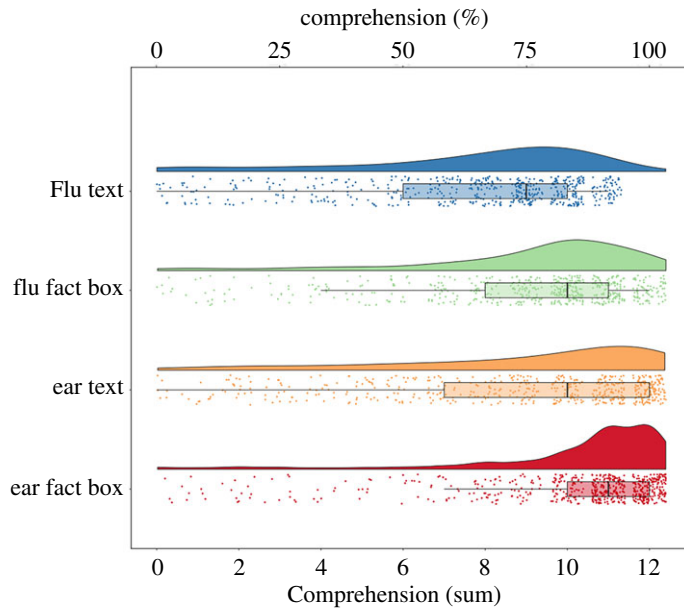 comprehension (%)
0 25 50 75 100
Flu text
flu fact box
ear text
ear fact box
0 2 4 6 8 10 12
Comprehension (sum)